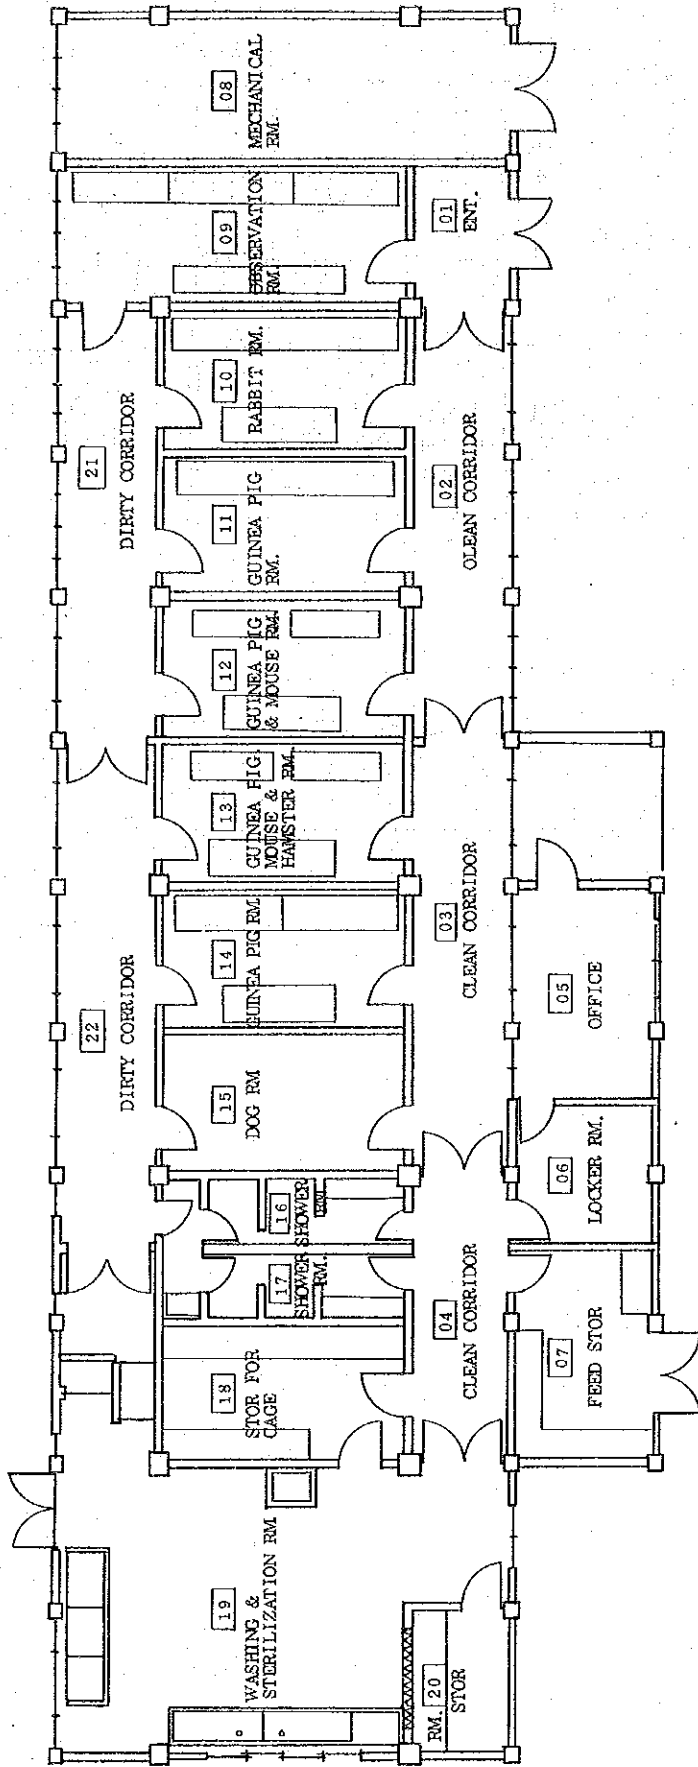 08
MECHANICAL
RM.
09
OBSERVATION
RM.
01
ENT.
10
RABBIT RM.
21
DIRTY CORRIDOR
11
GUINEA PIG
RM.
02
OLEAN CORRIDOR
12
GUINEA PIG
& MOUSE RM.
13
GUINEA PIG.
MOUSE &
HAMSTER RM.
03
CLEAN CORRIDOR
14
GUINEA PIG RM.
22
DIRTY CORRIDOR
05
OFFICE
15
DOG RM
06
LOCKER RM.
16
SHOWER
RM.
17
SHOWER
RM.
04
CLEAN CORRIDOR
07
FEED STOR
18
STOR FOR
CAGE
19
WASHING &
STERILIZATION RM
RM. 20
STOR